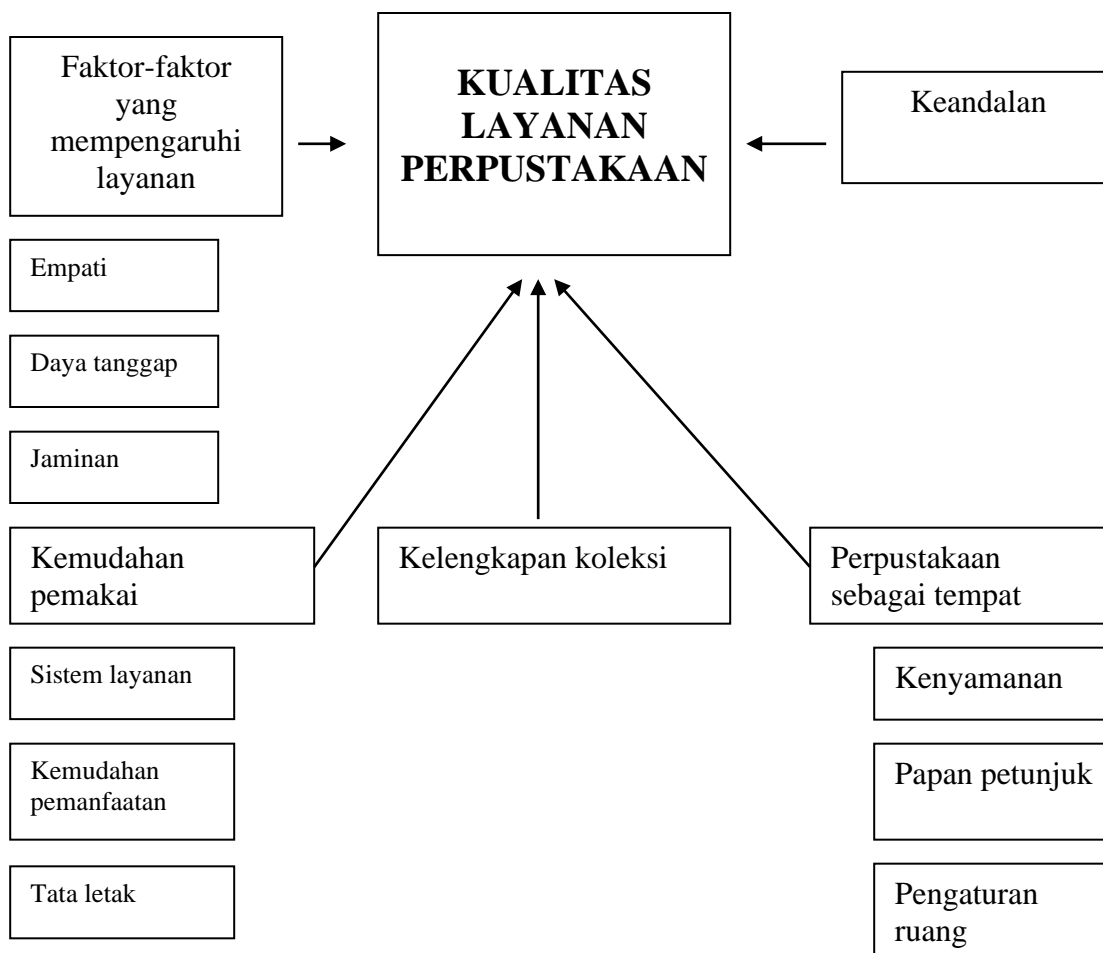 Faktor-faktor
yang
mempengaruhi
layanan
KUALITAS
LAYANAN
PERPUSTAKAAN
Keandalan
Empati
Daya tanggap
Jaminan
Kemudahan
pemakai
Kelengkapan koleksi
Perpustakaan
sebagai tempat
Sistem layanan
Kemudahan
pemanfaatan
Tata letak
Kenyamanan
Papan petunjuk
Pengaturan
ruang